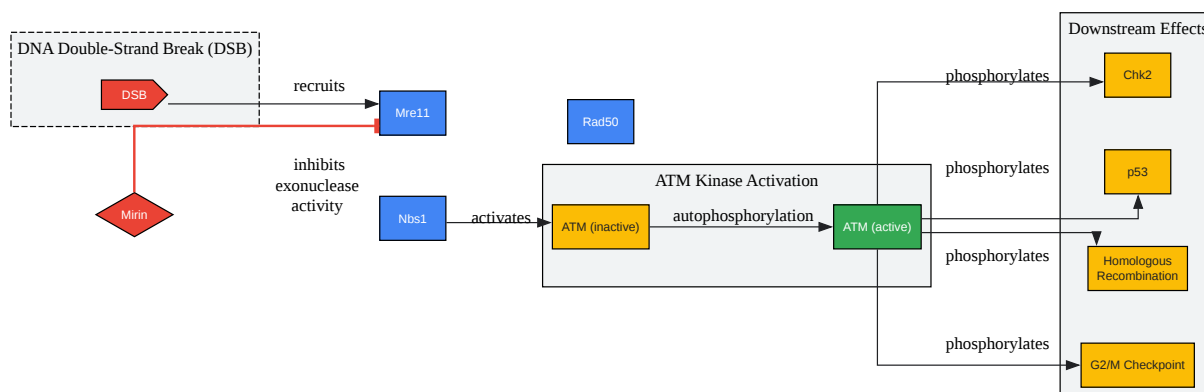 DNA Double-Strand Break (DSB)
DSB
recruits
Mre11
Rad50
Mirin
inhibits
exonuclease
activity
Nbs1
activates
ATM Kinase Activation
ATM (inactive)
autophosphorylation
ATM (active)
Downstream Effects
phosphorylates
Chk2
phosphorylates
p53
phosphorylates
Homologous
Recombination
phosphorylates
G2/M Checkpoint